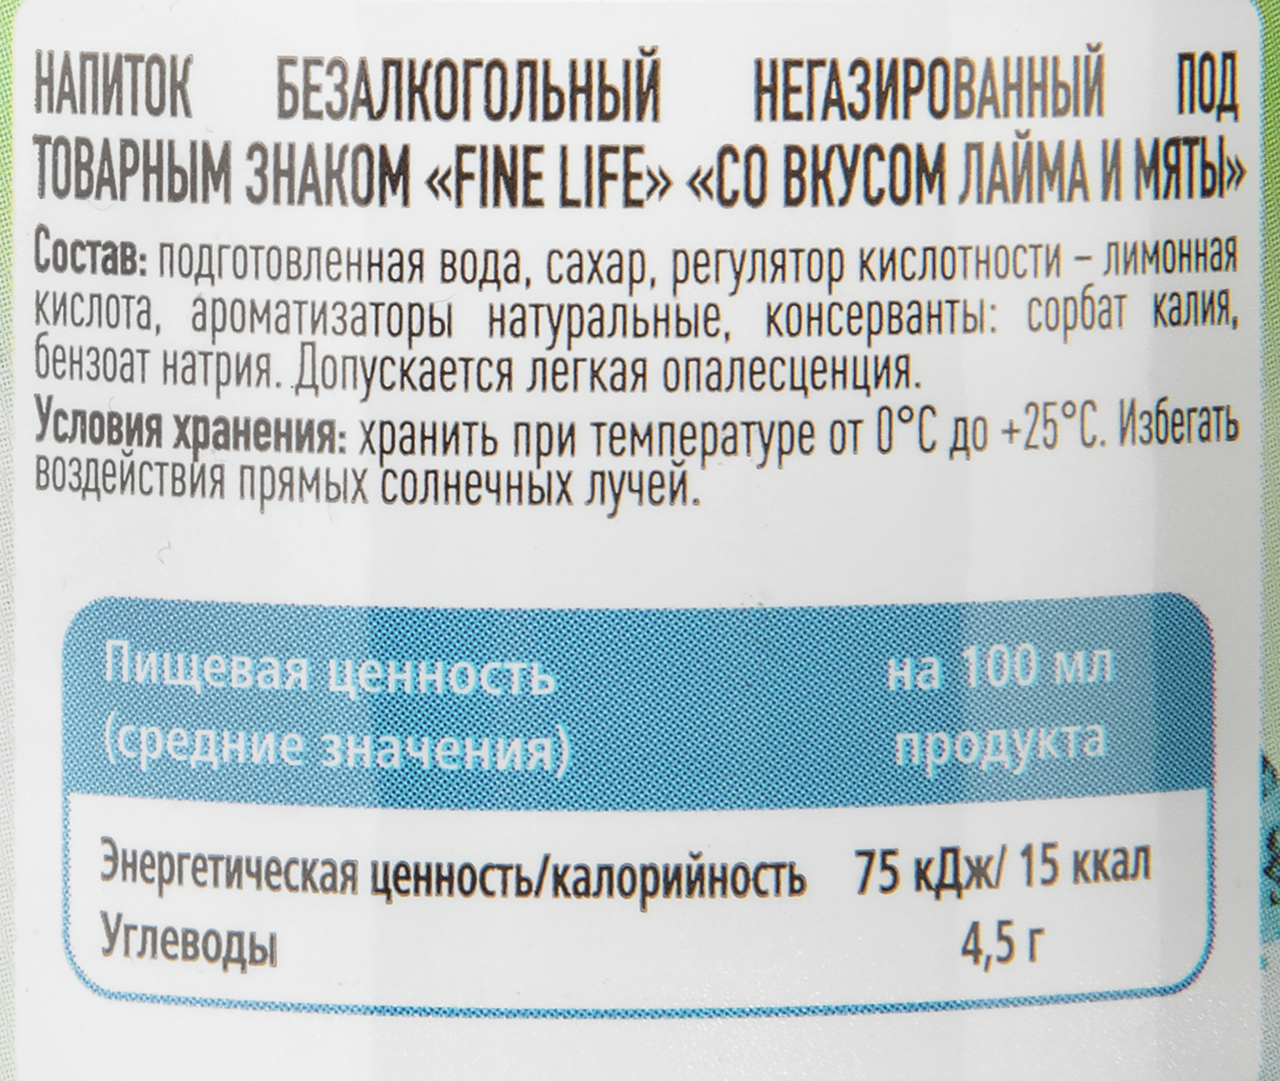 НАПИТОК БЕЗАЛКОГОЛЬНЫЙ НЕГАЗИРОВАННЫЙ ПОД
ТОВАРНЫМ ЗНАКОМ «FINE LIFE» «СО ВКУСОМ ЛАЙМА И МЯТЫ»
Состав: подготовленная вода, сахар, регулятор кислотности – лимонная
кислота, ароматизаторы натуральные, консерванты: сорбат калия,
бензоат натрия. Допускается легкая опалесценция.
Условия хранения: хранить при температуре от 0°С до +25°С. Избегать
воздействия прямых солнечных лучей.
Пищевая ценность на 100 мл
(средние значения) продукта
Энергетическая ценность/калорийность 75 кДж/ 15 ккал
Углеводы 4,5 г